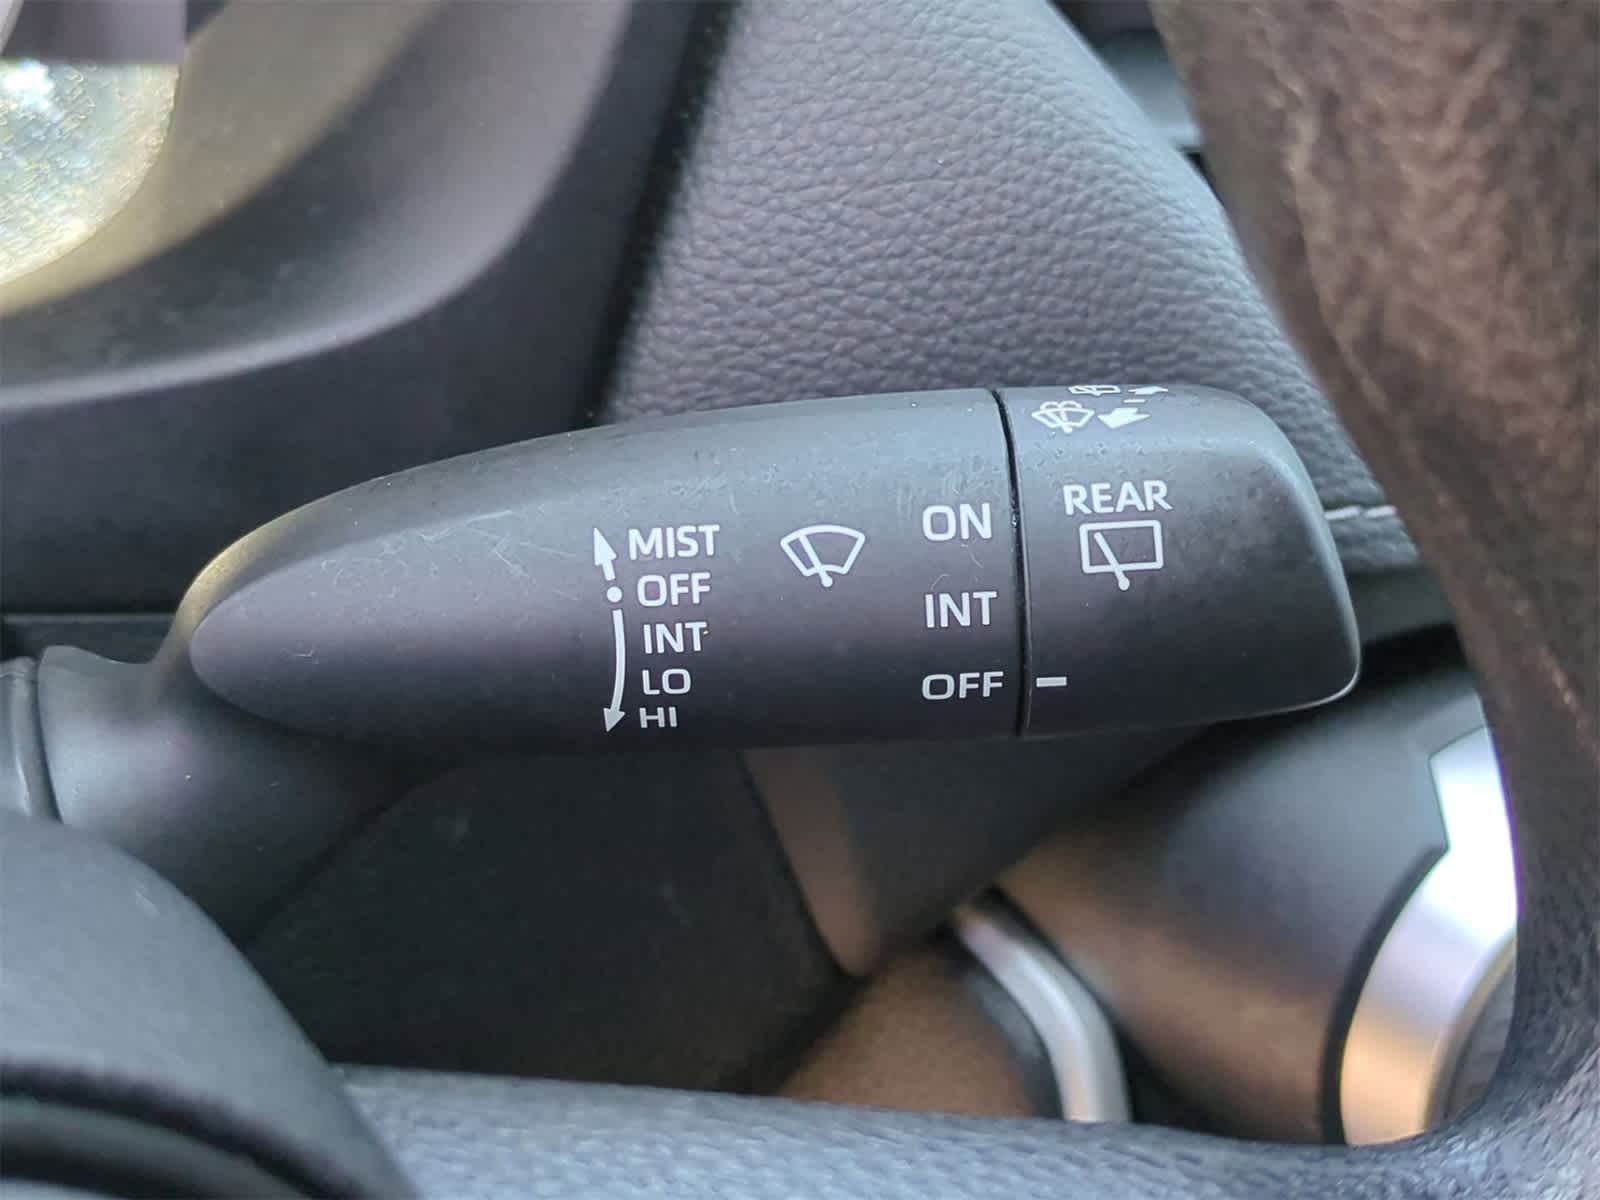 MIST
OFF
INT
LO
HI
ON
INT
OFF
REAR